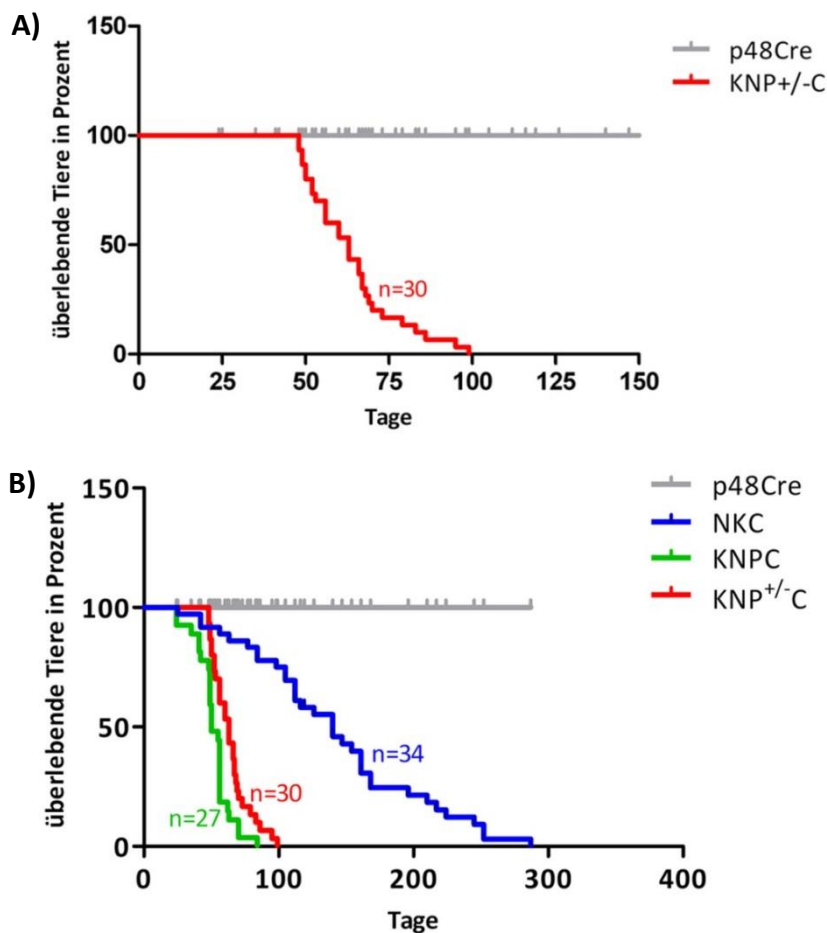 A)
überlebende Tiere in Prozent
150
100
50
0
0 25 50 75 100 125 150
Tage
n=30
p48Cre
KNP+/-C
B)
überlebende Tiere in Prozent
150
100
50
0
0 100 200 300 400
Tage
n=34
n=30
n=27
p48Cre
NKC
KNPC
KNP+/-C